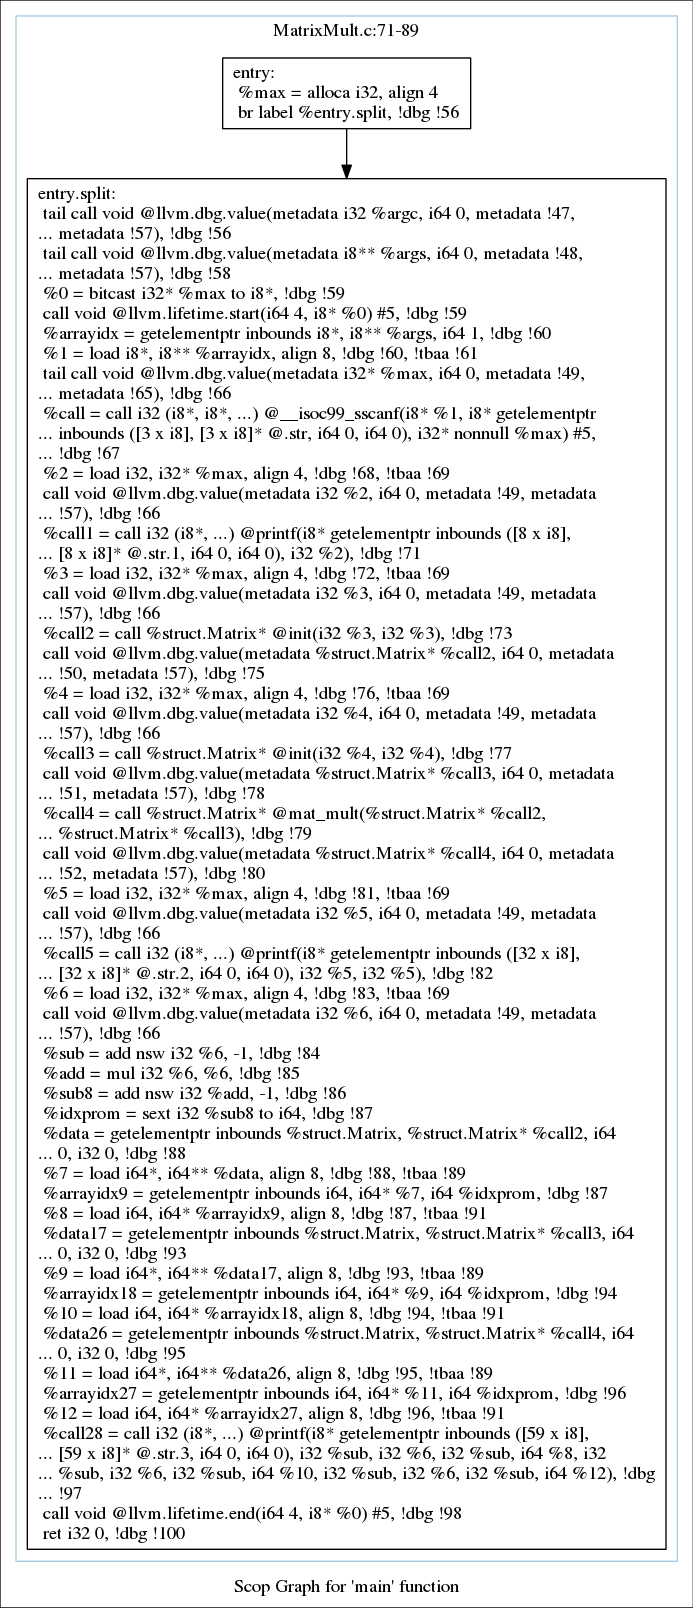 MatrixMult.c:71-89
entry:
%max = alloca i32, align 4
br label %entry.split, !dbg !56
entry.split:
tail call void @llvm.dbg.value(metadata i32 %argc, i64 0, metadata !47,
... metadata !57), !dbg !56
tail call void @llvm.dbg.value(metadata i8** %args, i64 0, metadata !48,
... metadata !57), !dbg !58
%0 = bitcast i32* %max to i8*, !dbg !59
call void @llvm.lifetime.start(i64 4, i8* %0) #5, !dbg !59
%arrayidx = getelementptr inbounds i8*, i8** %args, i64 1, !dbg !60
%1 = load i8*, i8** %arrayidx, align 8, !dbg !60, !tbaa !61
tail call void @llvm.dbg.value(metadata i32* %max, i64 0, metadata !49,
... metadata !65), !dbg !66
%call = call i32 (i8*, i8*, ...) @__isoc99_sscanf(i8* %1, i8* getelementptr
... inbounds ([3 x i8], [3 x i8]* @.str, i64 0, i64 0), i32* nonnull %max) #5,
... !dbg !67
%2 = load i32, i32* %max, align 4, !dbg !68, !tbaa !69
call void @llvm.dbg.value(metadata i32 %2, i64 0, metadata !49, metadata
... !57), !dbg !66
%call1 = call i32 (i8*, ...) @printf(i8* getelementptr inbounds ([8 x i8],
... [8 x i8]* @.str.1, i64 0, i64 0), i32 %2), !dbg !71
%3 = load i32, i32* %max, align 4, !dbg !72, !tbaa !69
call void @llvm.dbg.value(metadata i32 %3, i64 0, metadata !49, metadata
... !57), !dbg !66
%call2 = call %struct.Matrix* @init(i32 %3, i32 %3), !dbg !73
call void @llvm.dbg.value(metadata %struct.Matrix* %call2, i64 0, metadata
... !50, metadata !57), !dbg !75
%4 = load i32, i32* %max, align 4, !dbg !76, !tbaa !69
call void @llvm.dbg.value(metadata i32 %4, i64 0, metadata !49, metadata
... !57), !dbg !66
%call3 = call %struct.Matrix* @init(i32 %4, i32 %4), !dbg !77
call void @llvm.dbg.value(metadata %struct.Matrix* %call3, i64 0, metadata
... !51, metadata !57), !dbg !78
%call4 = call %struct.Matrix* @mat_mult(%struct.Matrix* %call2,
... %struct.Matrix* %call3), !dbg !79
call void @llvm.dbg.value(metadata %struct.Matrix* %call4, i64 0, metadata
... !52, metadata !57), !dbg !80
%5 = load i32, i32* %max, align 4, !dbg !81, !tbaa !69
call void @llvm.dbg.value(metadata i32 %5, i64 0, metadata !49, metadata
... !57), !dbg !66
%call5 = call i32 (i8*, ...) @printf(i8* getelementptr inbounds ([32 x i8],
... [32 x i8]* @.str.2, i64 0, i64 0), i32 %5, i32 %5), !dbg !82
%6 = load i32, i32* %max, align 4, !dbg !83, !tbaa !69
call void @llvm.dbg.value(metadata i32 %6, i64 0, metadata !49, metadata
... !57), !dbg !66
%sub = add nsw i32 %6, -1, !dbg !84
%add = mul i32 %6, %6, !dbg !85
%sub8 = add nsw i32 %add, -1, !dbg !86
%idxprom = sext i32 %sub8 to i64, !dbg !87
%data = getelementptr inbounds %struct.Matrix, %struct.Matrix* %call2, i64
... 0, i32 0, !dbg !88
%7 = load i64*, i64** %data, align 8, !dbg !88, !tbaa !89
%arrayidx9 = getelementptr inbounds i64, i64* %7, i64 %idxprom, !dbg !87
%8 = load i64, i64* %arrayidx9, align 8, !dbg !87, !tbaa !91
%data17 = getelementptr inbounds %struct.Matrix, %struct.Matrix* %call3, i64
... 0, i32 0, !dbg !93
%9 = load i64*, i64** %data17, align 8, !dbg !93, !tbaa !89
%arrayidx18 = getelementptr inbounds i64, i64* %9, i64 %idxprom, !dbg !94
%10 = load i64, i64* %arrayidx18, align 8, !dbg !94, !tbaa !91
%data26 = getelementptr inbounds %struct.Matrix, %struct.Matrix* %call4, i64
... 0, i32 0, !dbg !95
%11 = load i64*, i64** %data26, align 8, !dbg !95, !tbaa !89
%arrayidx27 = getelementptr inbounds i64, i64* %11, i64 %idxprom, !dbg !96
%12 = load i64, i64* %arrayidx27, align 8, !dbg !96, !tbaa !91
%call28 = call i32 (i8*, ...) @printf(i8* getelementptr inbounds ([59 x i8],
... [59 x i8]* @.str.3, i64 0, i64 0), i32 %sub, i32 %6, i32 %sub, i64 %8, i32
... %sub, i32 %6, i32 %sub, i64 %10, i32 %sub, i32 %6, i32 %sub, i64 %12), !dbg
... !97
call void @llvm.lifetime.end(i64 4, i8* %0) #5, !dbg !98
ret i32 0, !dbg !100
Scop Graph for 'main' function